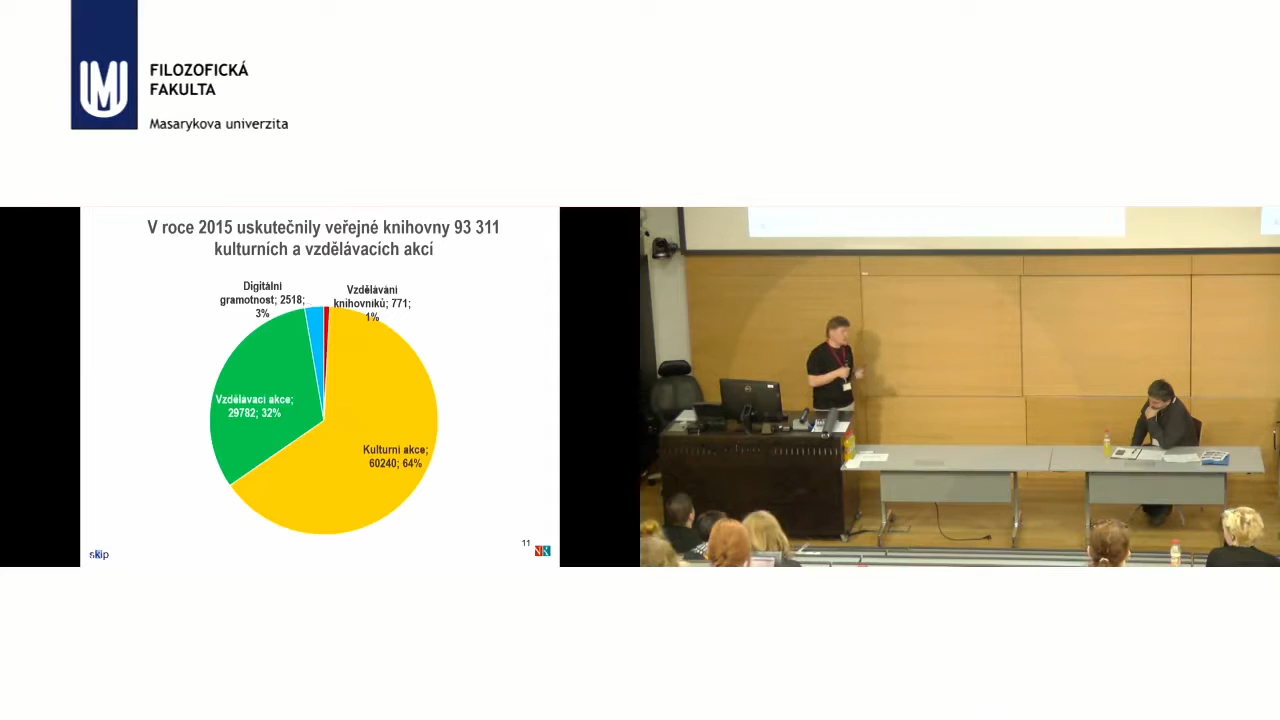 FILOZOFICKÁ
FAKULTA
Masarykova univerzita
V roce 2015 uskutečnily veřejné knihovny 93 311
kulturních a vzdělávacích akcí
Digitální
gramotnost; 2518;
3%
Vzdělávání
knihovníků; 771;
1%
Vzdělávací akce;
29782; 32%
Kulturní akce;
60240; 64%
11
skip